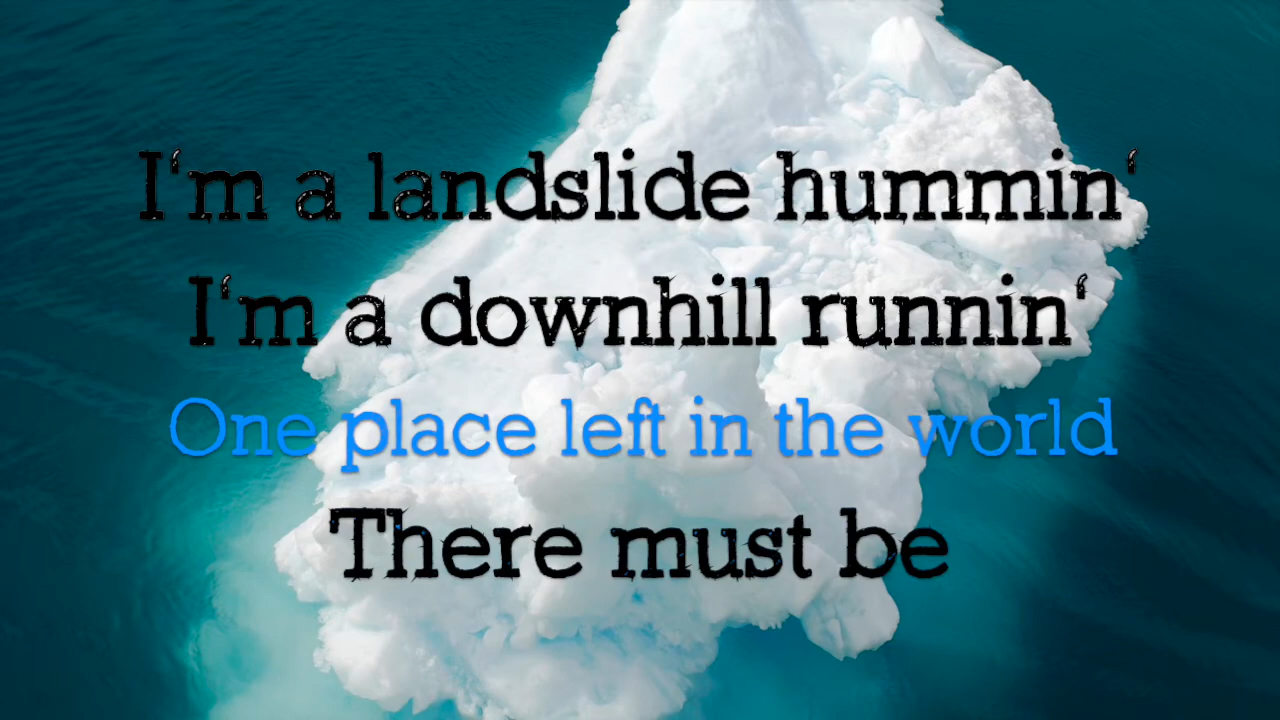 I‘m a landslide hummin‘
I‘m a downhill runnin‘
One place left in the world
There must be